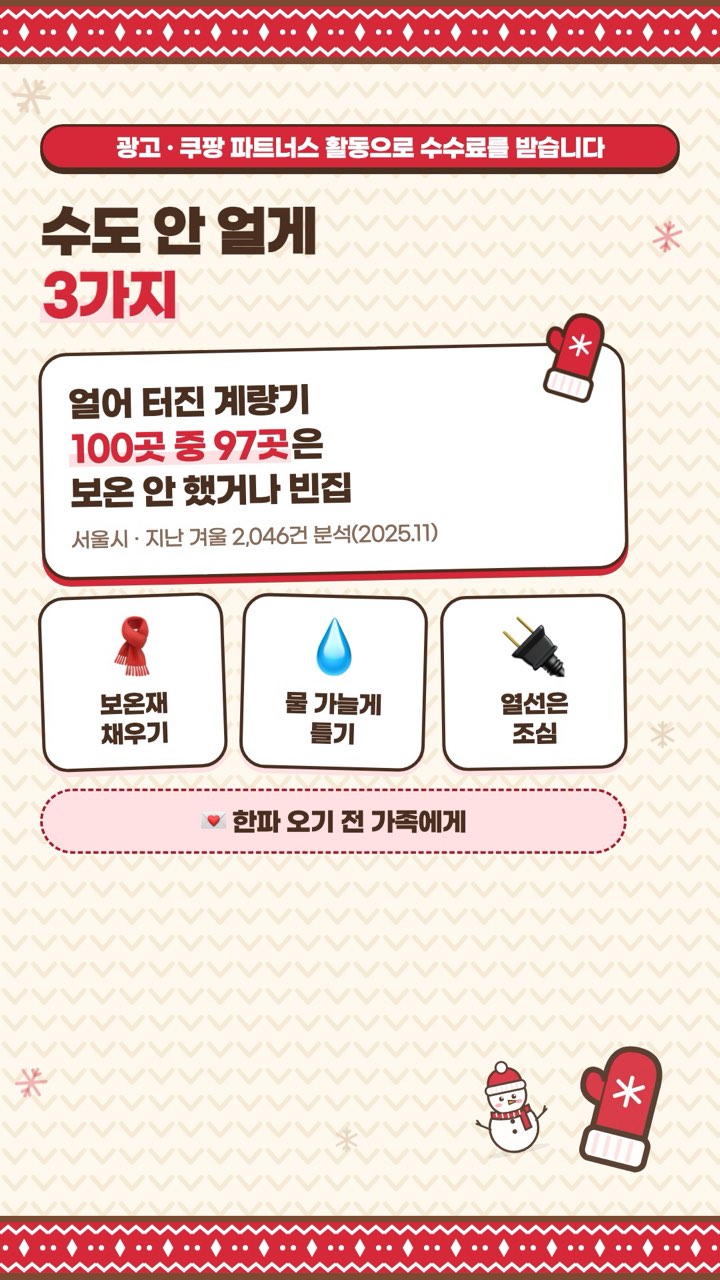 광고 · 쿠팡 파트너스 활동으로 수수료를 받습니다
수도 안 얼게
3가지
얼어 터진 계량기
100곳 중 97곳은
보온 안 했거나 빈집
서울시 · 지난 겨울 2,046건 분석(2025.11)
보온재
채우기
물 가늘게
틀기
열선은
조심
💌 한파 오기 전 가족에게